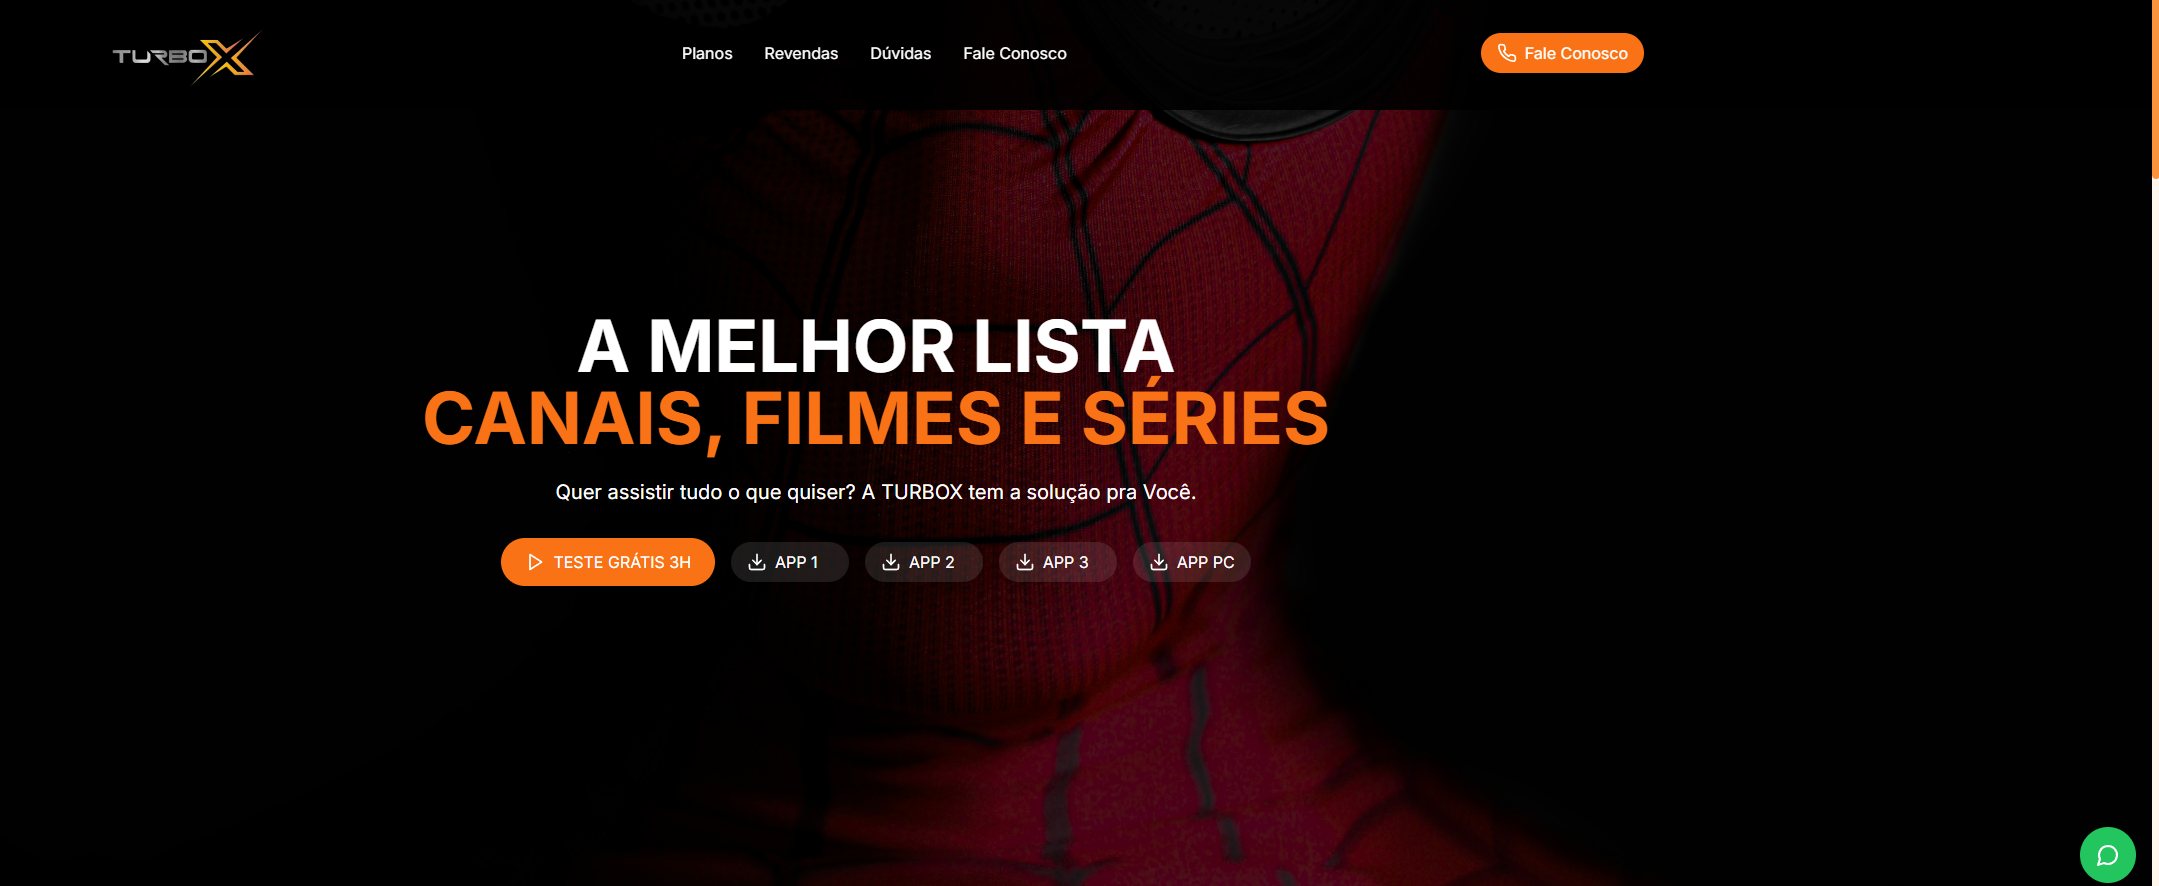 TURBOX
Planos Revendas Dúvidas Fale Conosco
Fale Conosco
A MELHOR LISTA
CANAIS, FILMES E SÉRIES
Quer assistir tudo o que quiser? A TURBOX tem a solução pra Você.
TESTE GRÁTIS 3H APP 1 APP 2 APP 3 APP PC